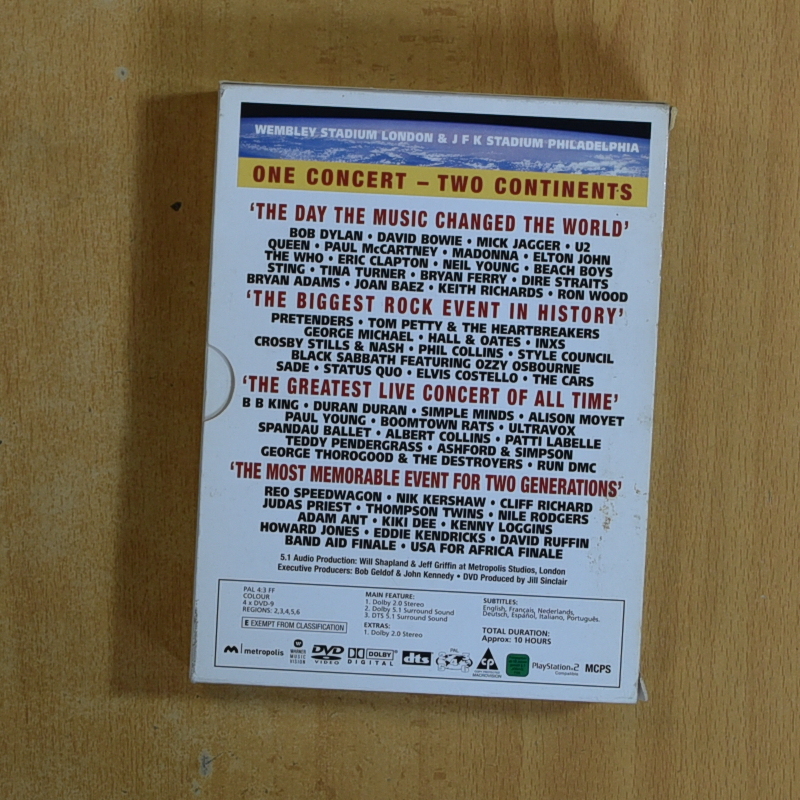 WEMBLEY STADIUM LONDON & J F K STADIUM PHILADELPHIA
ONE CONCERT – TWO CONTINENTS
'THE DAY THE MUSIC CHANGED THE WORLD'
BOB DYLAN • DAVID BOWIE • MICK JAGGER • U2
QUEEN • PAUL McCARTNEY • MADONNA • ELTON JOHN
THE WHO • ERIC CLAPTON • NEIL YOUNG • BEACH BOYS
STING • TINA TURNER • BRYAN FERRY • DIRE STRAITS
BRYAN ADAMS • JOAN BAEZ • KEITH RICHARDS • RON WOOD
'THE BIGGEST ROCK EVENT IN HISTORY'
PRETENDERS • TOM PETTY & THE HEARTBREAKERS
GEORGE MICHAEL • HALL & OATES • INXS
CROSBY STILLS & NASH • PHIL COLLINS • STYLE COUNCIL
BLACK SABBATH FEATURING OZZY OSBOURNE
SADE • STATUS QUO • ELVIS COSTELLO • THE CARS
'THE GREATEST LIVE CONCERT OF ALL TIME'
B B KING • DURAN DURAN • SIMPLE MINDS • ALISON MOYET
PAUL YOUNG • BOOMTOWN RATS • ULTRAVOX
SPANDAU BALLET • ALBERT COLLINS • PATTI LABELLE
TEDDY PENDERGRASS • ASHFORD & SIMPSON
GEORGE THOROGOOD & THE DESTROYERS • RUN DMC
'THE MOST MEMORABLE EVENT FOR TWO GENERATIONS'
REO SPEEDWAGON • NIK KERSHAW • CLIFF RICHARD
JUDAS PRIEST • THOMPSON TWINS • NILE RODGERS
ADAM ANT • KIKI DEE • KENNY LOGGINS
HOWARD JONES • EDDIE KENDRICKS • DAVID RUFFIN
BAND AID FINALE • USA FOR AFRICA FINALE
5.1 Audio Production: Will Shapland & Jeff Griffin at Metropolis Studios, London
Executive Producers: Bob Geldof & John Kennedy • DVD Produced by Jill Sinclair
PAL 4:3 FF
COLOUR
4 x DVD-9
REGIONS: 2,3,4,5,6
E EXEMPT FROM CLASSIFICATION
MAIN FEATURE:
1. Dolby 2.0 Stereo
2. Dolby 5.1 Surround Sound
3. DTS 5.1 Surround Sound
EXTRAS:
1. Dolby 2.0 Stereo
SUBTITLES:
English, Français, Nederlands,
Deutsch, Español, Italiano, Português.
TOTAL DURATION:
Approx: 10 HOURS
metropolis
WARNER MUSIC VISION
DVD VIDEO
DOLBY DIGITAL
dts
PAL
MACROVISION
PlayStation.2
Compatible
MCPS